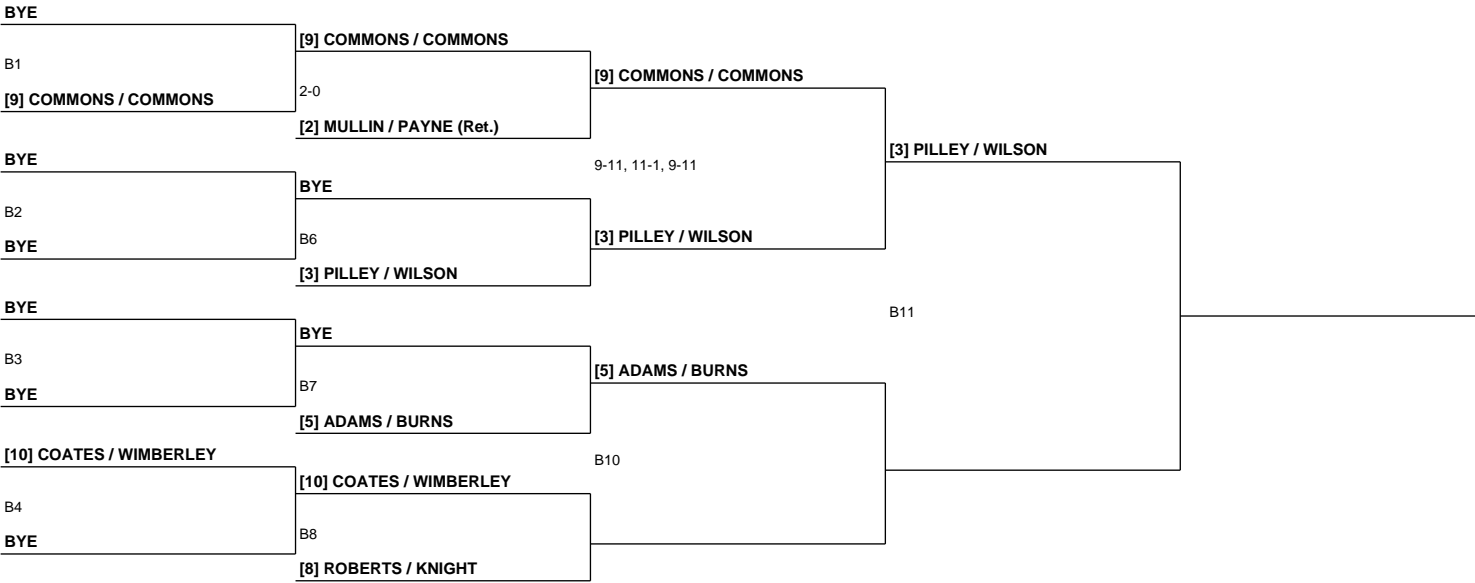 BYE
B1
[9] COMMONS / COMMONS
BYE
B2
BYE
BYE
B3
BYE
[10] COATES / WIMBERLEY
B4
BYE
[9] COMMONS / COMMONS
2-0
[2] MULLIN / PAYNE (Ret.)
BYE
B6
[3] PILLEY / WILSON
BYE
B7
[5] ADAMS / BURNS
[10] COATES / WIMBERLEY
B8
[8] ROBERTS / KNIGHT
[9] COMMONS / COMMONS
9-11, 11-1, 9-11
[3] PILLEY / WILSON
[5] ADAMS / BURNS
B10
[3] PILLEY / WILSON
B11